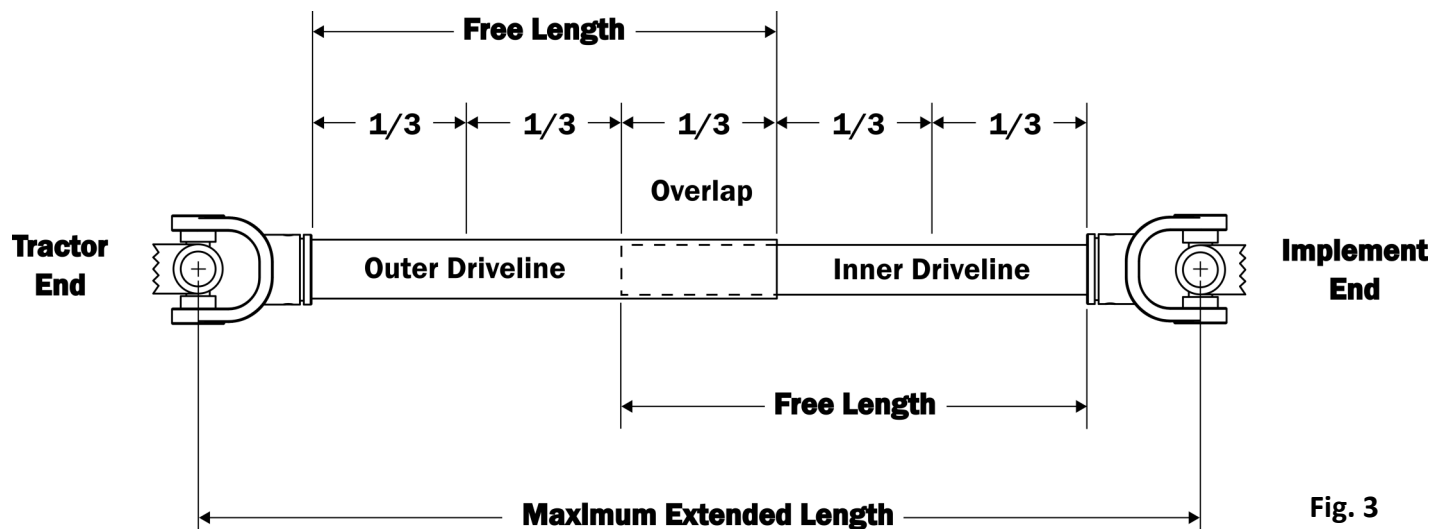 Free Length
1/3 1/3 1/3 1/3 1/3
Overlap
Tractor
End
Outer Driveline
Inner Driveline
Implement
End
Free Length
Maximum Extended Length
Fig. 3